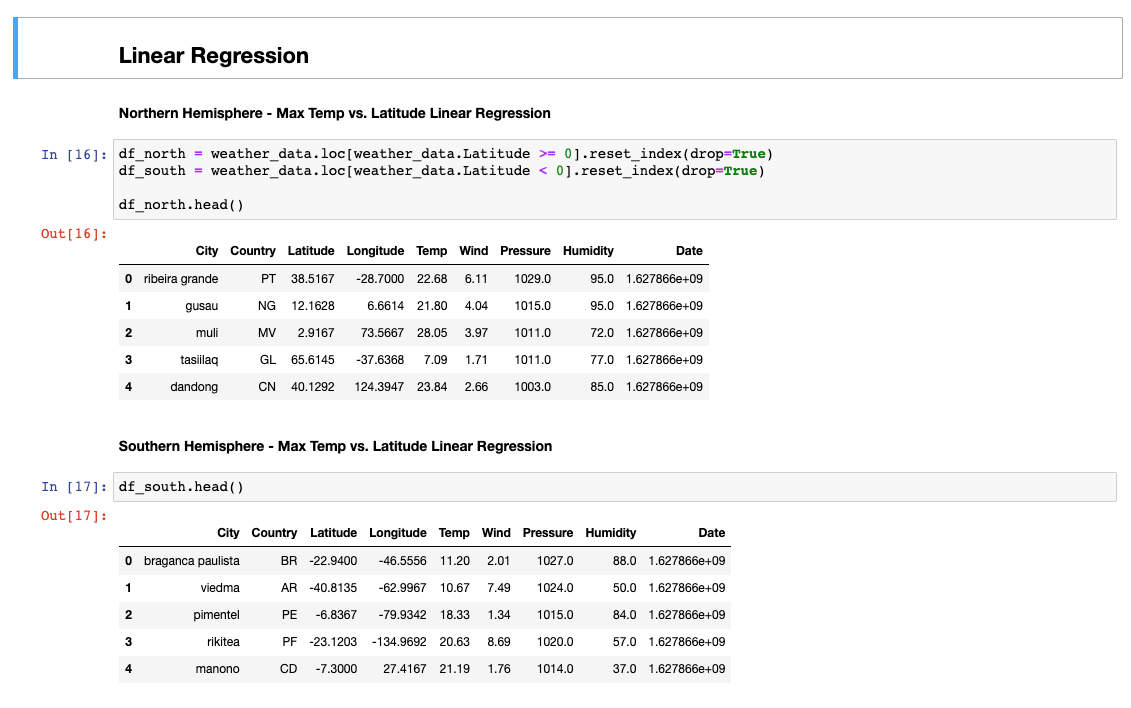 Linear Regression
Northern Hemisphere - Max Temp vs. Latitude Linear Regression
In [16]: df_north = weather_data.loc[weather_data.Latitude >= 0].reset_index(drop=True)
df_south = weather_data.loc[weather_data.Latitude < 0].reset_index(drop=True)
df_north.head()
Out[16]:
City Country Latitude Longitude Temp Wind Pressure Humidity Date
0 ribeira grande PT 38.5167 -28.7000 22.68 6.11 1029.0 95.0 1.627866e+09
1 gusau NG 12.1628 6.6614 21.80 4.04 1015.0 95.0 1.627866e+09
2 muli MV 2.9167 73.5667 28.05 3.97 1011.0 72.0 1.627866e+09
3 tasiilaq GL 65.6145 -37.6368 7.09 1.71 1011.0 77.0 1.627866e+09
4 dandong CN 40.1292 124.3947 23.84 2.66 1003.0 85.0 1.627866e+09
Southern Hemisphere - Max Temp vs. Latitude Linear Regression
In [17]: df_south.head()
Out[17]:
City Country Latitude Longitude Temp Wind Pressure Humidity Date
0 braganca paulista BR -22.9400 -46.5556 11.20 2.01 1027.0 88.0 1.627866e+09
1 viedma AR -40.8135 -62.9967 10.67 7.49 1024.0 50.0 1.627866e+09
2 pimentel PE -6.8367 -79.9342 18.33 1.34 1015.0 84.0 1.627866e+09
3 rikitea PF -23.1203 -134.9692 20.63 8.69 1020.0 57.0 1.627866e+09
4 manono CD -7.3000 27.4167 21.19 1.76 1014.0 37.0 1.627866e+09